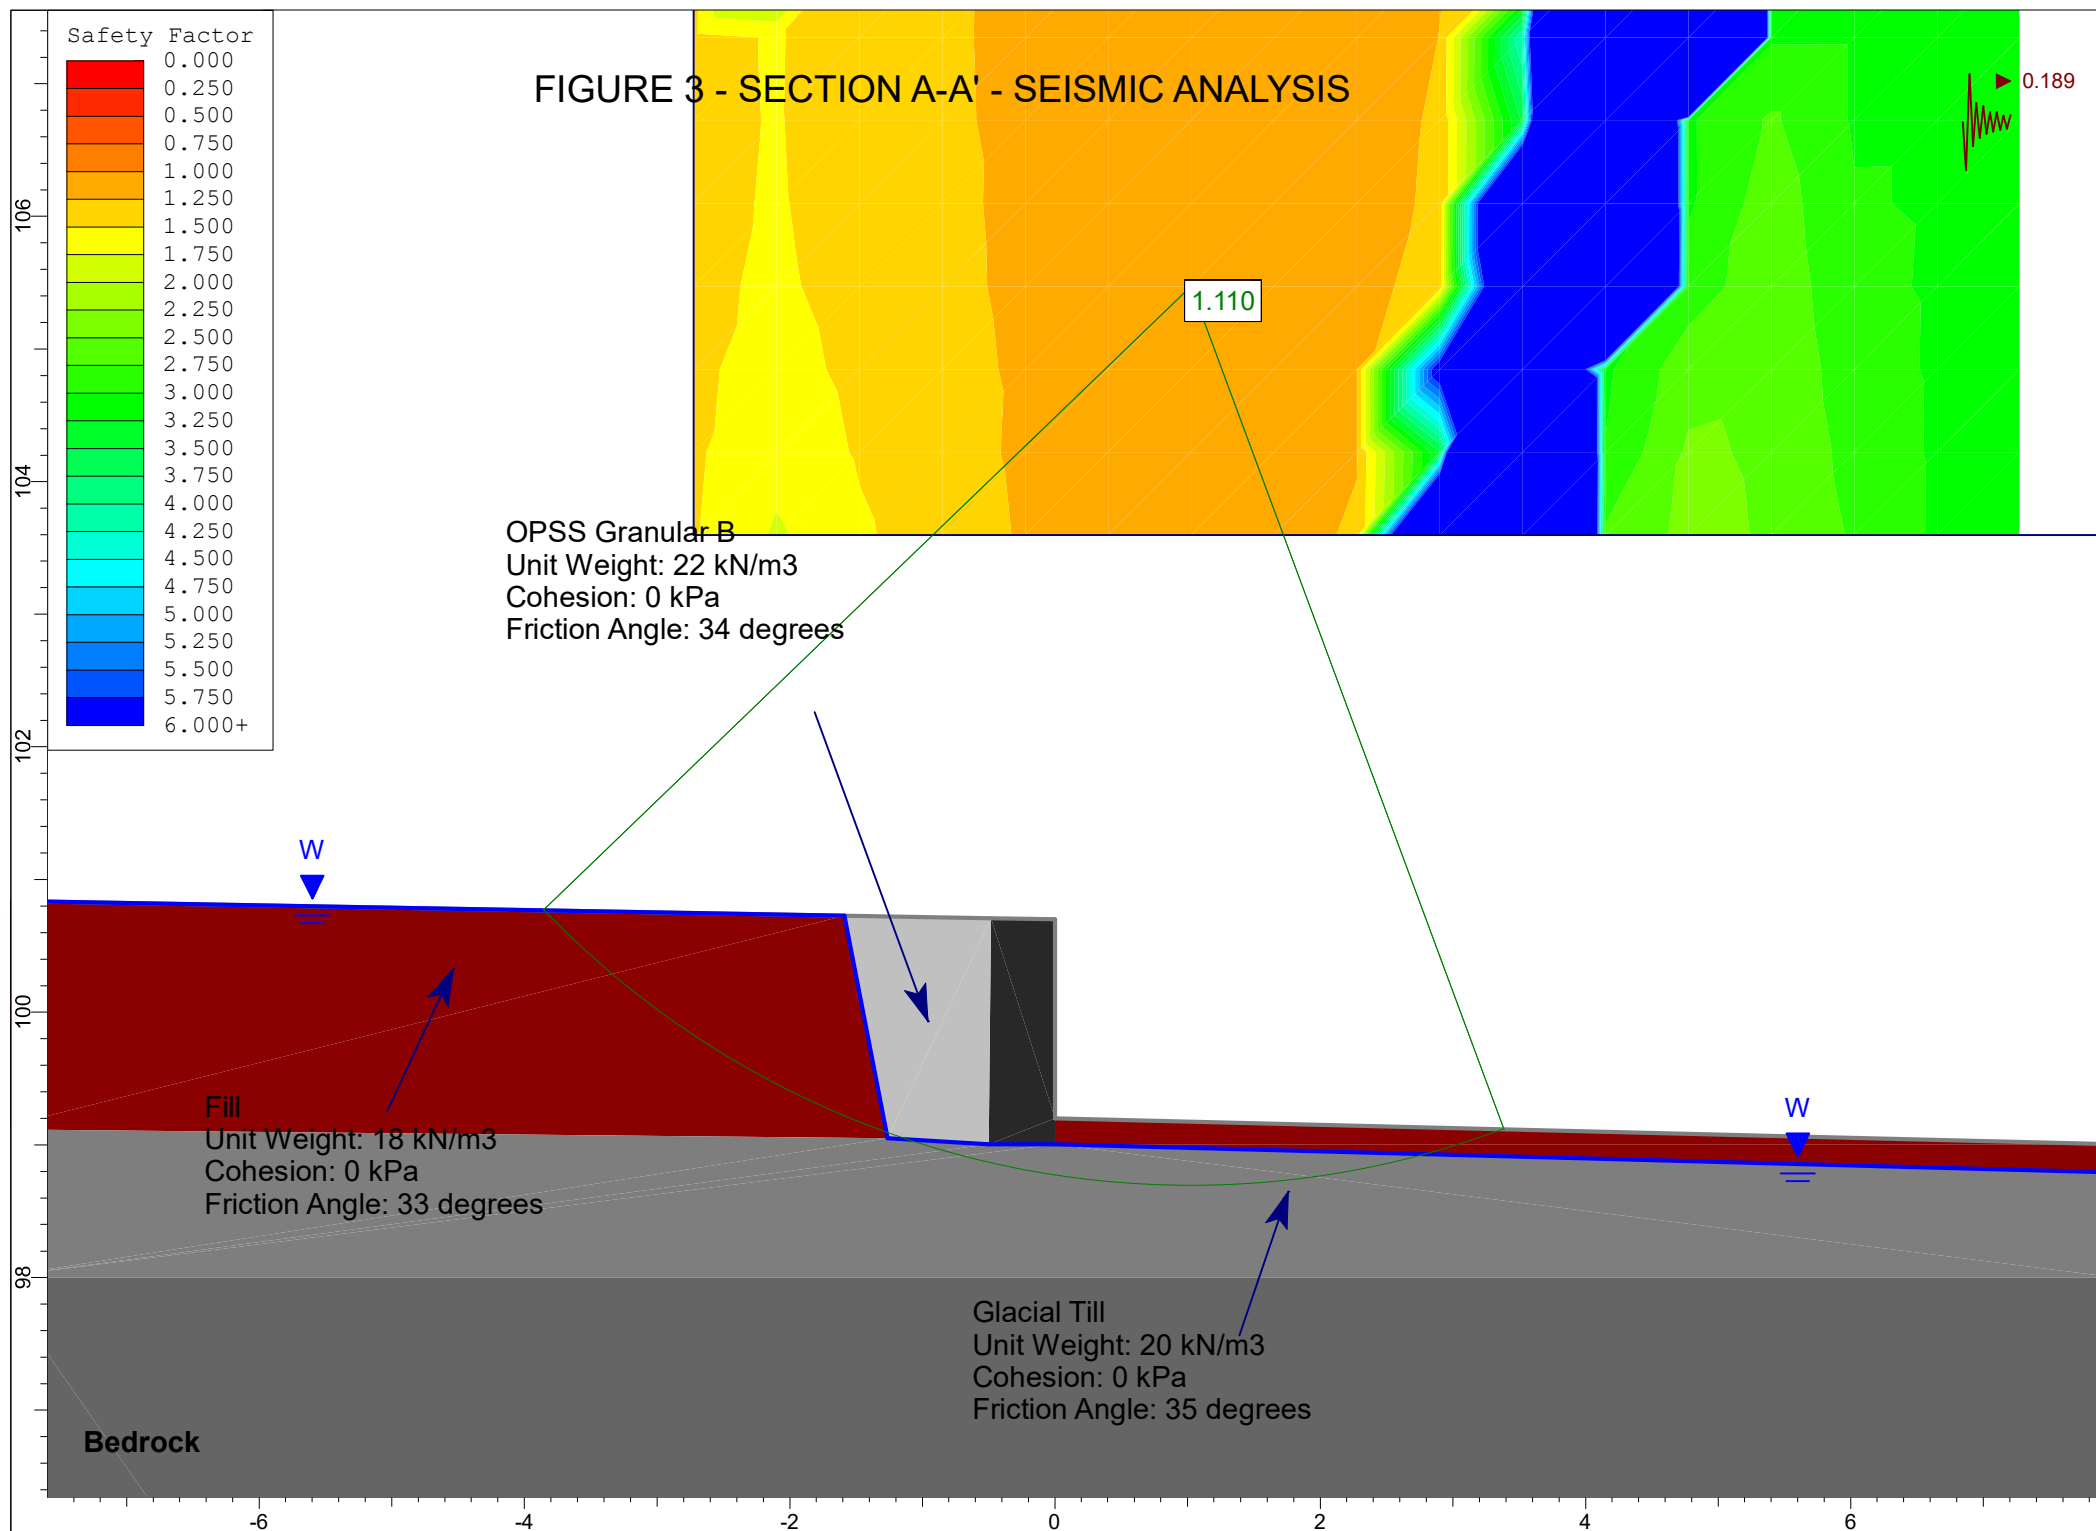 Safety Factor
0.000
0.250
0.500
0.750
1.000
1.250
1.500
1.750
2.000
2.250
2.500
2.750
3.000
3.250
3.500
3.750
4.000
4.250
4.500
4.750
5.000
5.250
5.500
5.750
6.000+
FIGURE 3 - SECTION A-A' - SEISMIC ANALYSIS
0.189
1.110
OPSS Granular B
Unit Weight: 22 kN/m3
Cohesion: 0 kPa
Friction Angle: 34 degrees
W
Fill
Unit Weight: 18 kN/m3
Cohesion: 0 kPa
Friction Angle: 33 degrees
W
Glacial Till
Unit Weight: 20 kN/m3
Cohesion: 0 kPa
Friction Angle: 35 degrees
Bedrock
106
104
102
100
98
-6
-4
-2
0
2
4
6